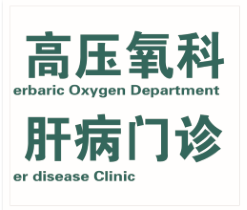 高压氧科
erbaric Oxygen Department
肝病门诊
er disease Clinic